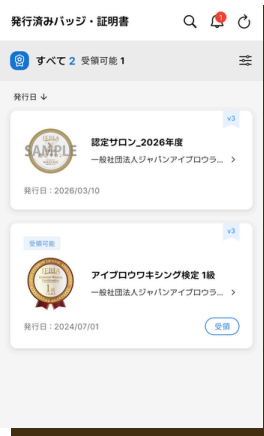 発行済みバッジ・証明書
すべて 2 受領可能 1
発行日 ↓
v3
SAMPLE
認定サロン_2026年度
一般社団法人ジャパンアイブロウラ...
発行日：2026/03/10
v3
受領可能
1
アイブロウワキシング検定 1級
一般社団法人ジャパンアイブロウラ...
発行日：2024/07/01
受領